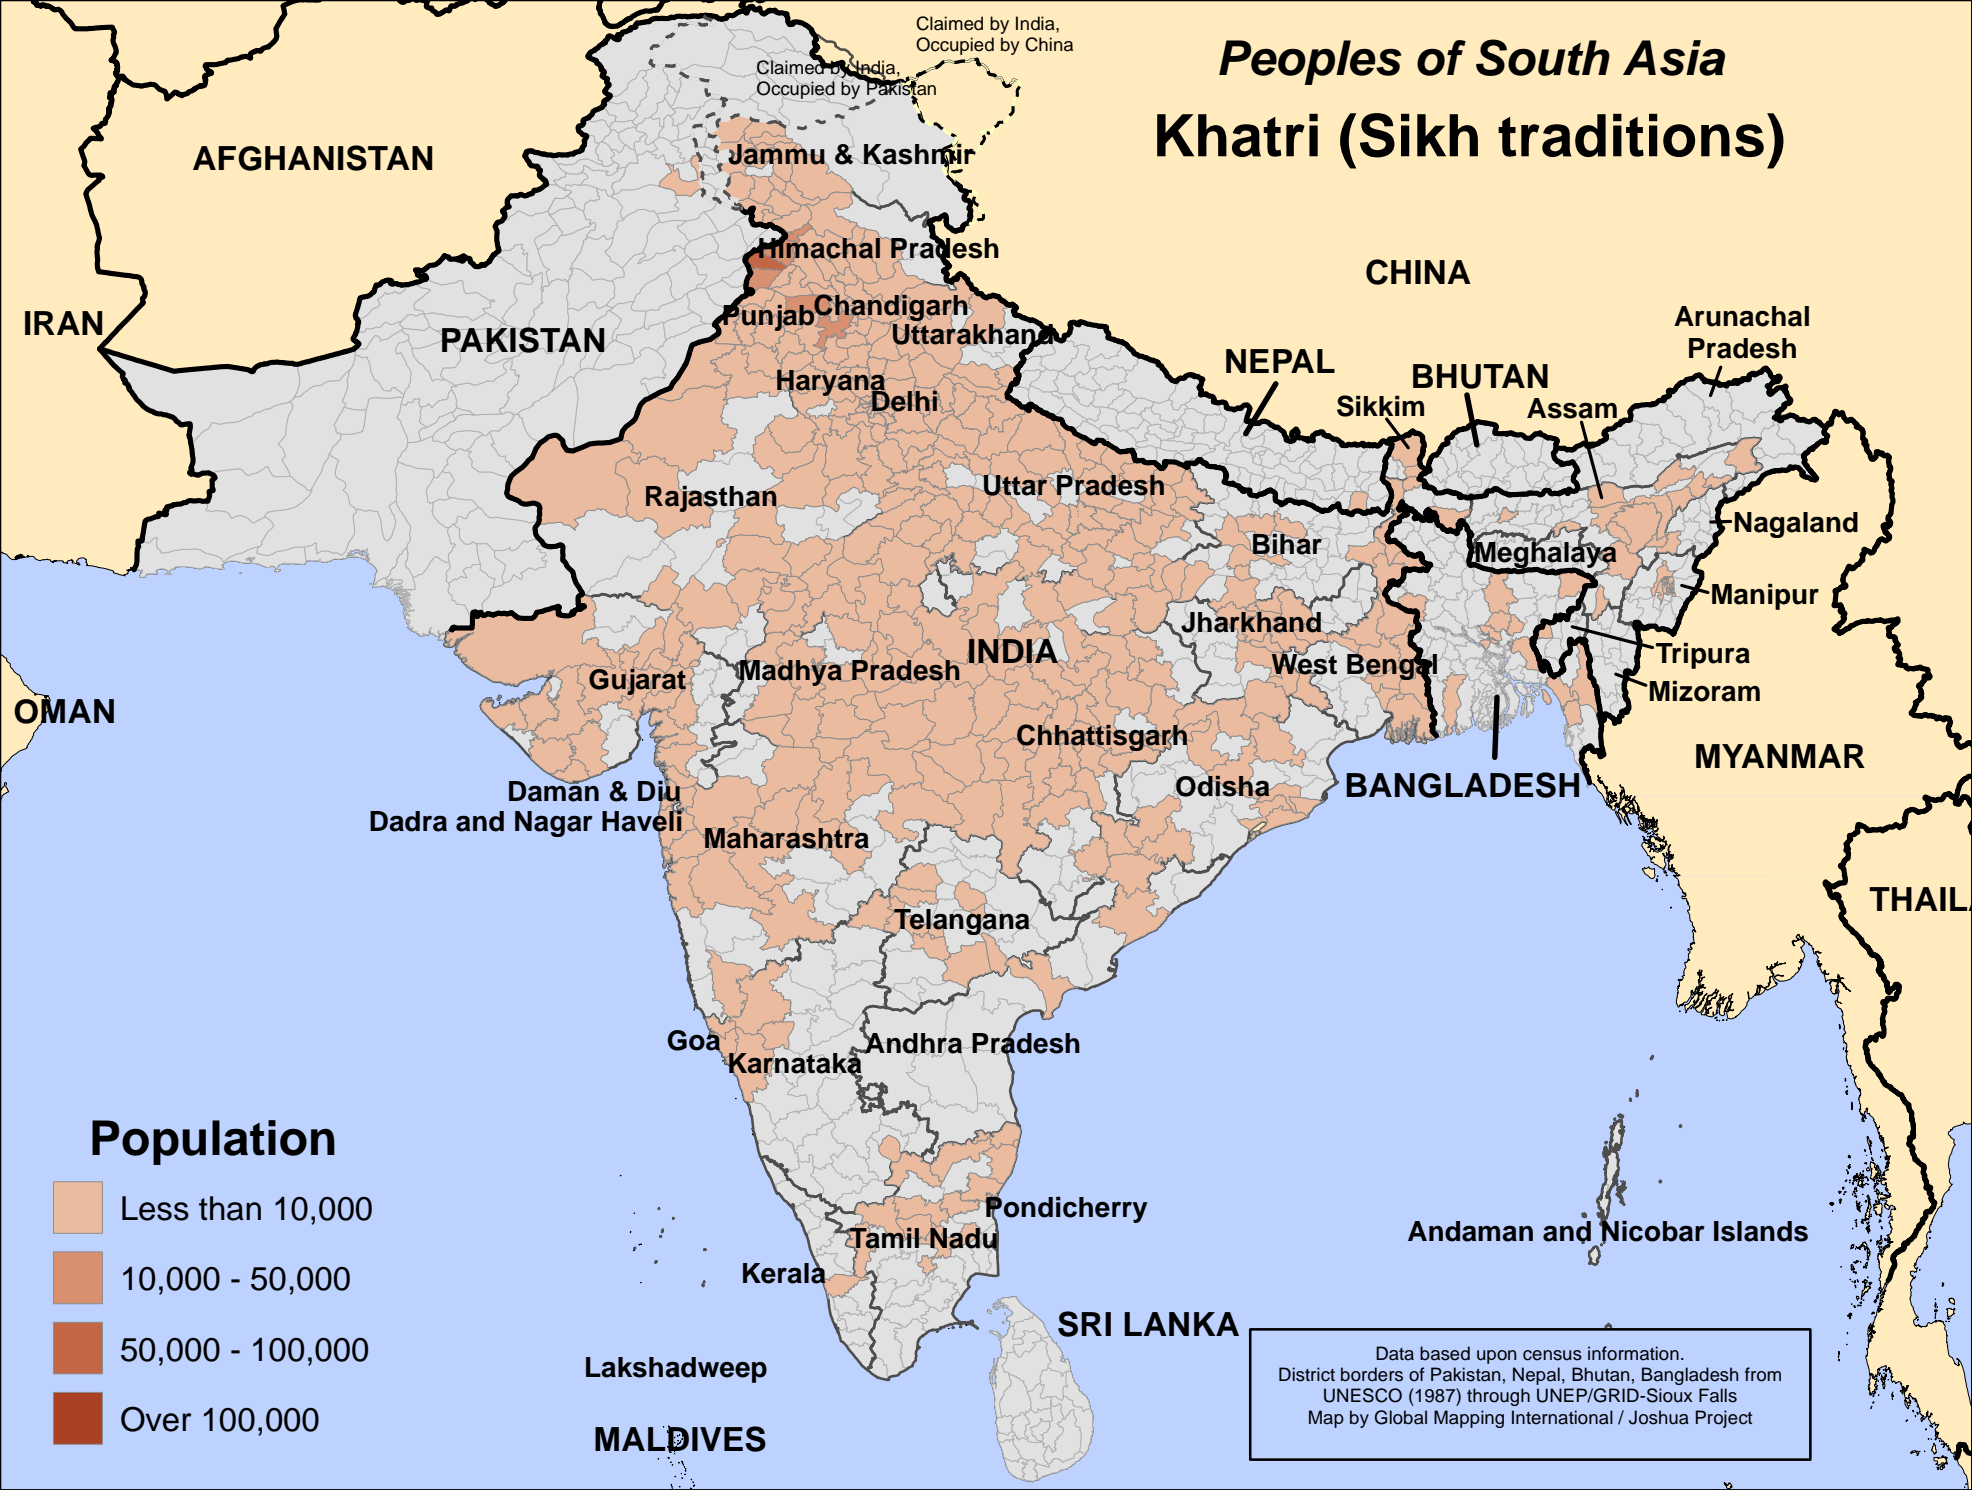 Claimed by India,
Occupied by China
Peoples of South Asia
Claimed by India,
Occupied by Pakistan
Khatri (Sikh traditions)
AFGHANISTAN
Jammu & Kashmir
Himachal Pradesh
CHINA
IRAN
PAKISTAN
Punjab
Chandigarh
Uttarakhand
Arunachal
Pradesh
NEPAL
BHUTAN
Sikkim
Assam
Haryana
Delhi
Rajasthan
Uttar Pradesh
Bihar
Nagaland
Meghalaya
Manipur
Jharkhand
INDIA
Gujarat
Madhya Pradesh
West Bengal
Tripura
Mizoram
OMAN
Chhattisgarh
MYANMAR
Odisha
BANGLADESH
Daman & Diu
Dadra and Nagar Haveli
Maharashtra
THAIL
Telangana
Goa
Karnataka
Andhra Pradesh
Pondicherry
Tamil Nadu
Andaman and Nicobar Islands
Kerala
SRI LANKA
Lakshadweep
MALDIVES
Population
Less than 10,000
10,000 - 50,000
50,000 - 100,000
Over 100,000
Data based upon census information.
District borders of Pakistan, Nepal, Bhutan, Bangladesh from
UNESCO (1987) through UNEP/GRID-Sioux Falls
Map by Global Mapping International / Joshua Project